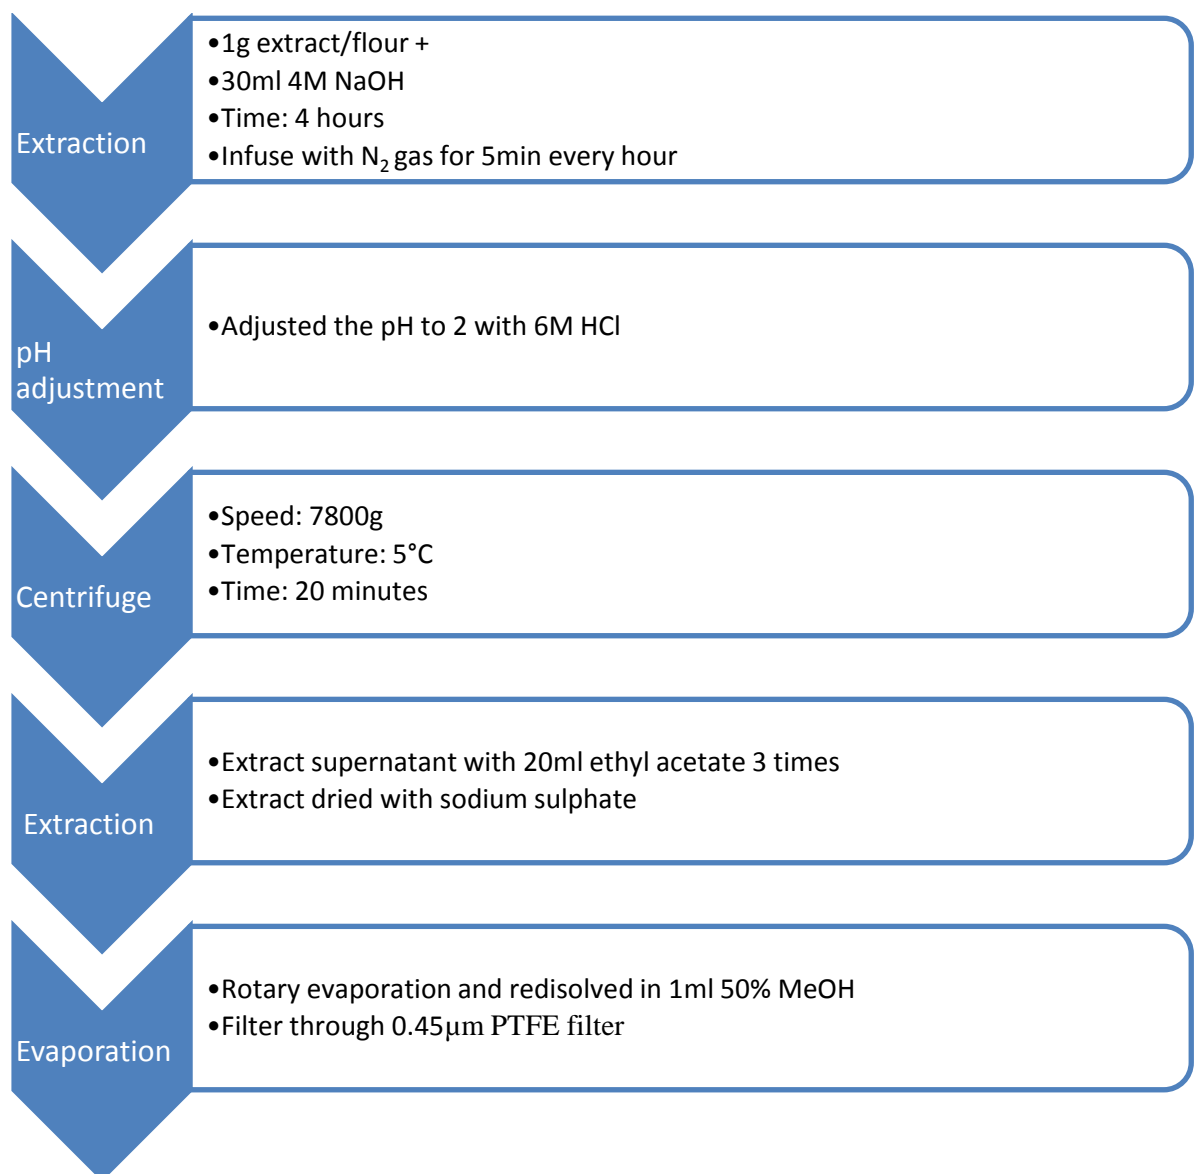 Extraction
•1g extract/flour +
•30ml 4M NaOH
•Time: 4 hours
•Infuse with N₂ gas for 5min every hour
pH
adjustment
•Adjusted the pH to 2 with 6M HCl
Centrifuge
•Speed: 7800g
•Temperature: 5°C
•Time: 20 minutes
Extraction
•Extract supernatant with 20ml ethyl acetate 3 times
•Extract dried with sodium sulphate
Evaporation
•Rotary evaporation and redisolved in 1ml 50% MeOH
•Filter through 0.45µm PTFE filter